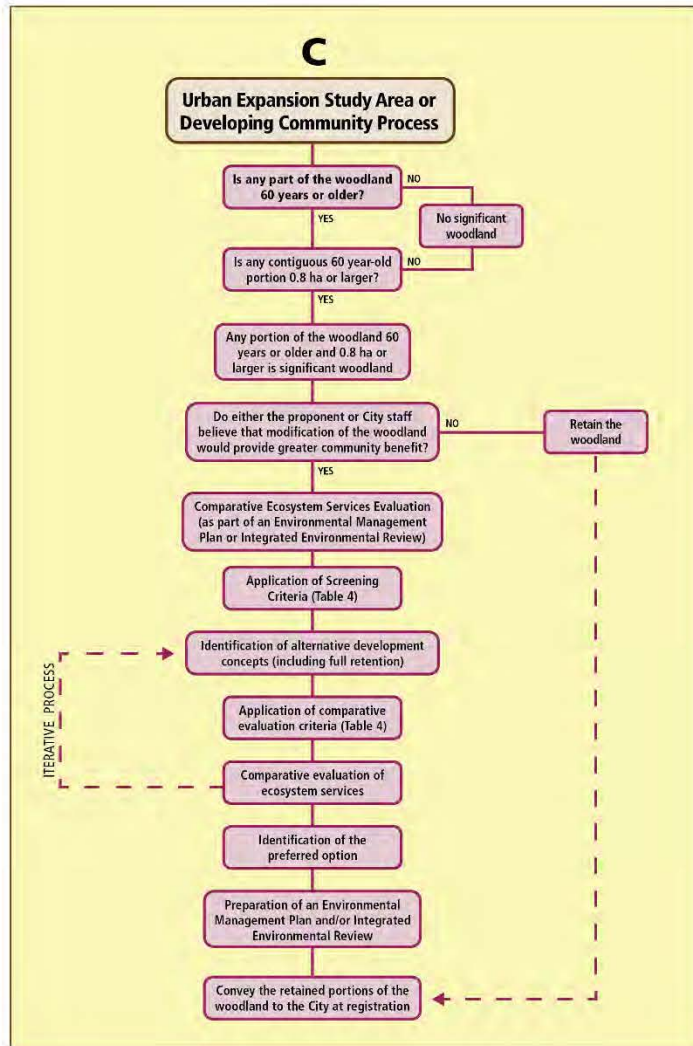 C
Urban Expansion Study Area or
Developing Community Process
Is any part of the woodland
60 years or older?
NO
YES
No significant
woodland
Is any contiguous 60 year-old
portion 0.8 ha or larger?
NO
YES
Any portion of the woodland 60
years or older and 0.8 ha or
larger is significant woodland
Do either the proponent or City staff
believe that modification of the woodland
would provide greater community benefit?
NO
Retain the
woodland
YES
Comparative Ecosystem Services Evaluation
(as part of an Environmental Management
Plan or Integrated Environmental Review)
Application of Screening
Criteria (Table 4)
Identification of alternative development
concepts (including full retention)
ITERATIVE PROCESS
Application of comparative
evaluation criteria (Table 4)
Comparative evaluation of
ecosystem services
Identification of the
preferred option
Preparation of an Environmental
Management Plan and/or Integrated
Environmental Review
Convey the retained portions of the
woodland to the City at registration